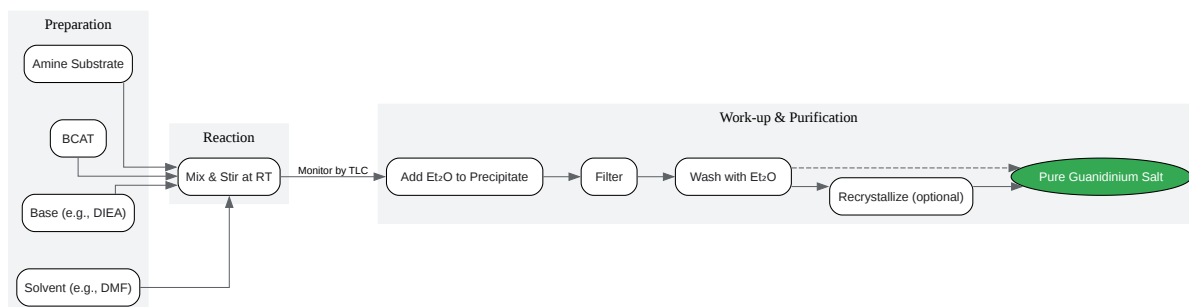 Preparation
Amine Substrate
BCAT
Base (e.g., DIEA)
Solvent (e.g., DMF)
Reaction
Mix & Stir at RT
Monitor by TLC
Work-up & Purification
Add Et₂O to Precipitate
Filter
Wash with Et₂O
Recrystallize (optional)
Pure Guanidinium Salt